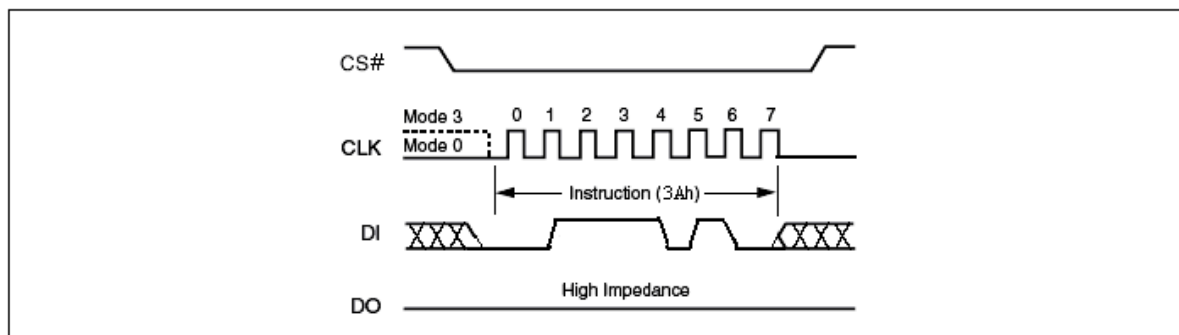 CS#
Mode 3 0 1 2 3 4 5 6 7
CLK Mode 0
Instruction (3Ah)
DI
High Impedance
DO